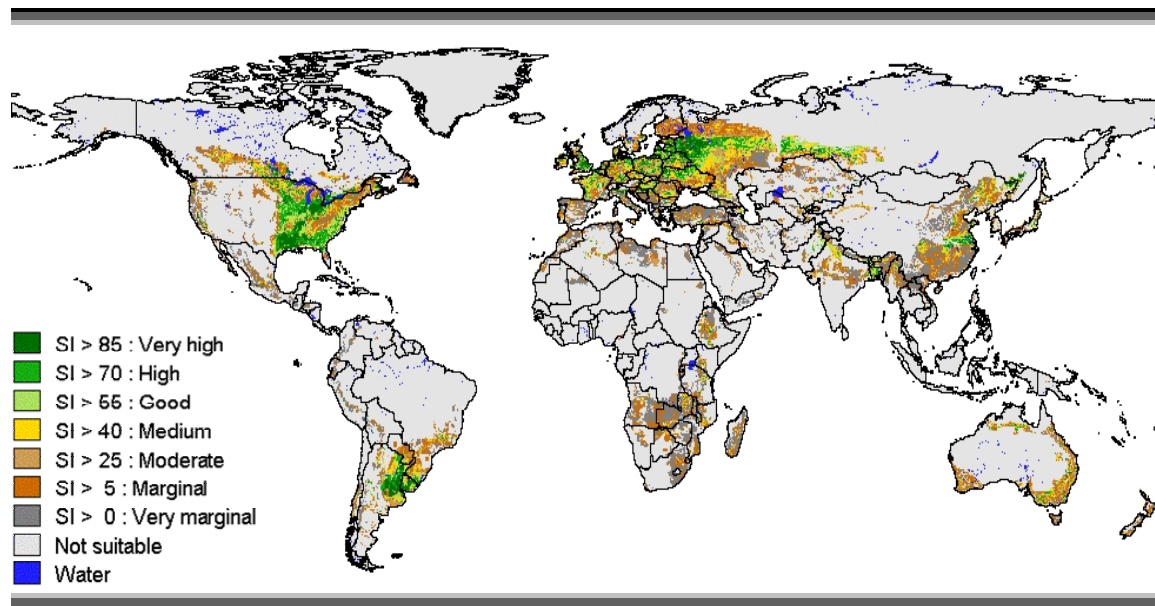 SI > 85 : Very high
SI > 70 : High
SI > 55 : Good
SI > 40 : Medium
SI > 25 : Moderate
SI > 5 : Marginal
SI > 0 : Very marginal
Not suitable
Water